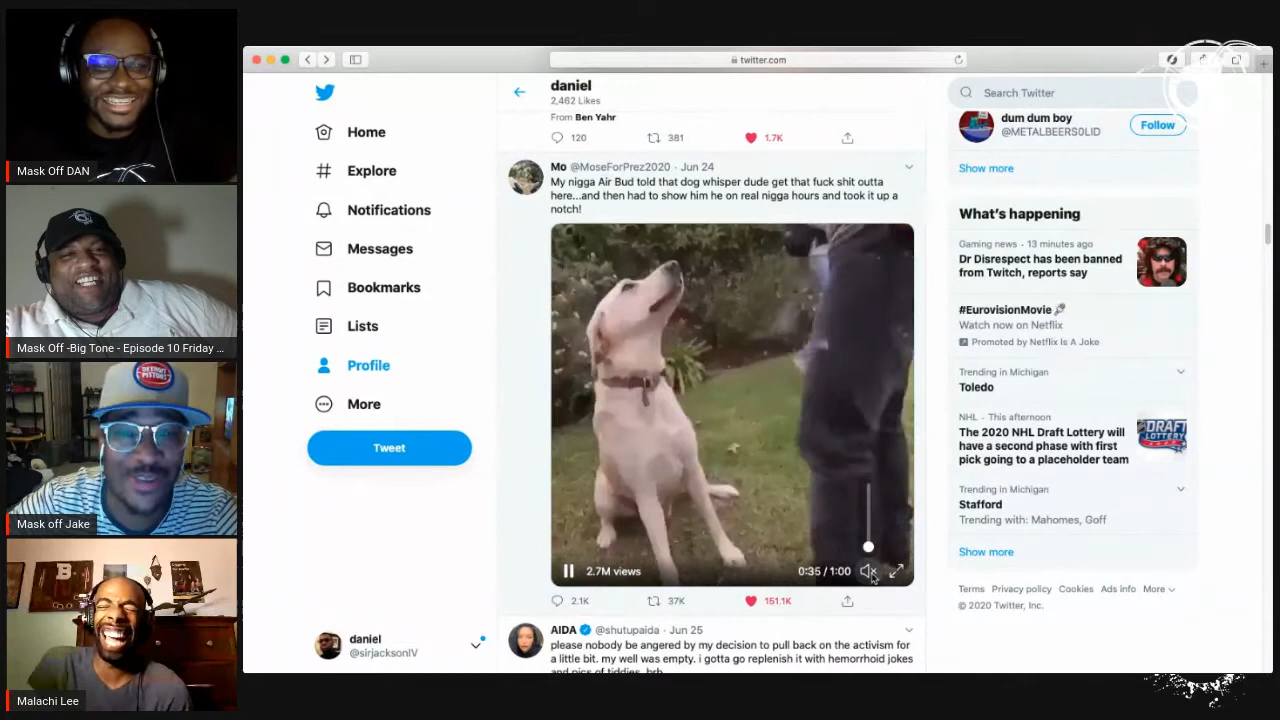 Mask Off DAN
Mask Off -Big Tone - Episode 10 Friday ...
DETROIT
PISTONS
Mask off Jake
B
Malachi Lee
twitter.com
Home
Explore
Notifications
Messages
Bookmarks
Lists
Profile
More
Tweet
daniel
@sirjacksonIV
daniel
2,462 Likes
From Ben Yahr
120
381
1.7K
Mo @MoseForPrez2020 · Jun 24
My nigga Air Bud told that dog whisper dude get that fuck shit outta
here...and then had to show him he on real nigga hours and took it up a
notch!
2.7M views
0:35 / 1:00
2.1K
37K
151.1K
AIDA @shutupaida · Jun 25
please nobody be angered by my decision to pull back on the activism for
a little bit. my well was empty. i gotta go replenish it with hemorrhoid jokes
and pics of tiddies. brb
Search Twitter
dum dum boy
@METALBEERS0LID
Follow
Show more
What's happening
Gaming news · 13 minutes ago
Dr Disrespect has been banned
from Twitch, reports say
#EurovisionMovie
Watch now on Netflix
Promoted by Netflix Is A Joke
Trending in Michigan
Toledo
NHL · This afternoon
The 2020 NHL Draft Lottery will
have a second phase with first
pick going to a placeholder team
DRAFT
LOTTERY
Trending in Michigan
Stafford
Trending with: Mahomes, Goff
Show more
Terms Privacy policy Cookies Ads info More
© 2020 Twitter, Inc.